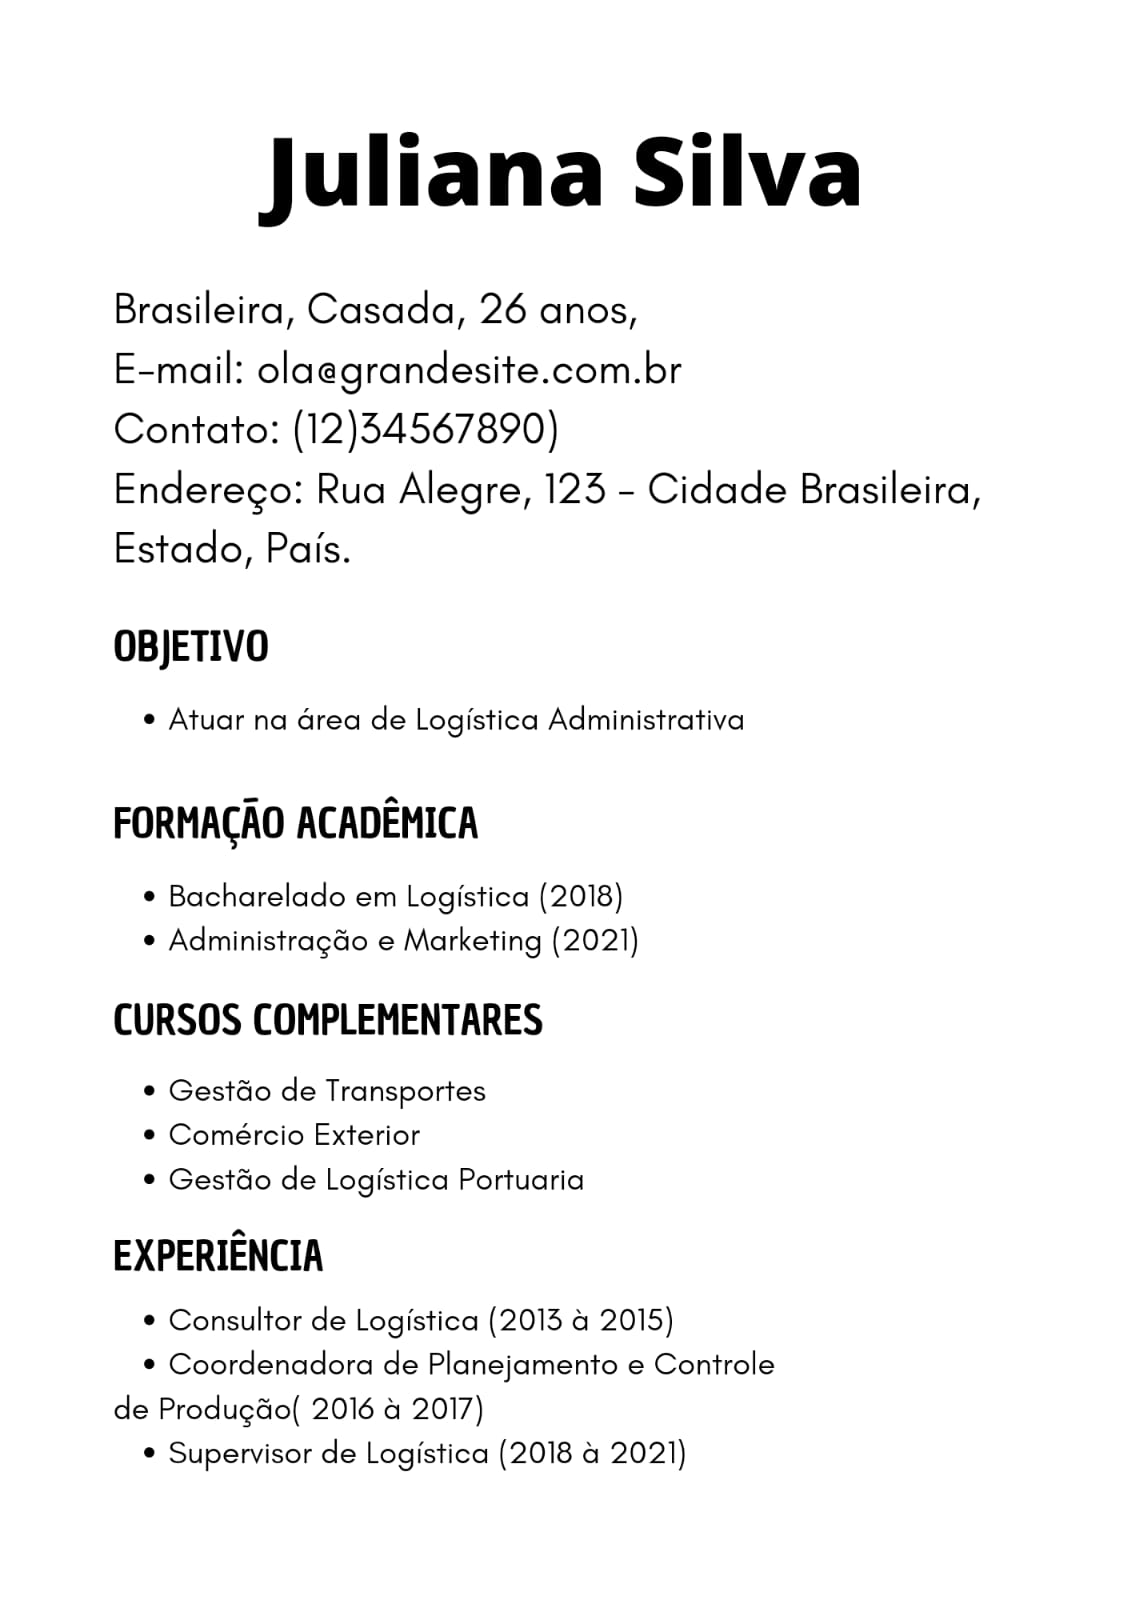 Juliana Silva
Brasileira, Casada, 26 anos,
E-mail: ola@grandesite.com.br
Contato: (12)34567890)
Endereço: Rua Alegre, 123 - Cidade Brasileira,
Estado, País.
OBJETIVO
• Atuar na área de Logística Administrativa
FORMAÇÃO ACADÊMICA
• Bacharelado em Logística (2018)
• Administração e Marketing (2021)
CURSOS COMPLEMENTARES
• Gestão de Transportes
• Comércio Exterior
• Gestão de Logística Portuaria
EXPERIÊNCIA
• Consultor de Logística (2013 à 2015)
• Coordenadora de Planejamento e Controle
de Produção( 2016 à 2017)
• Supervisor de Logística (2018 à 2021)